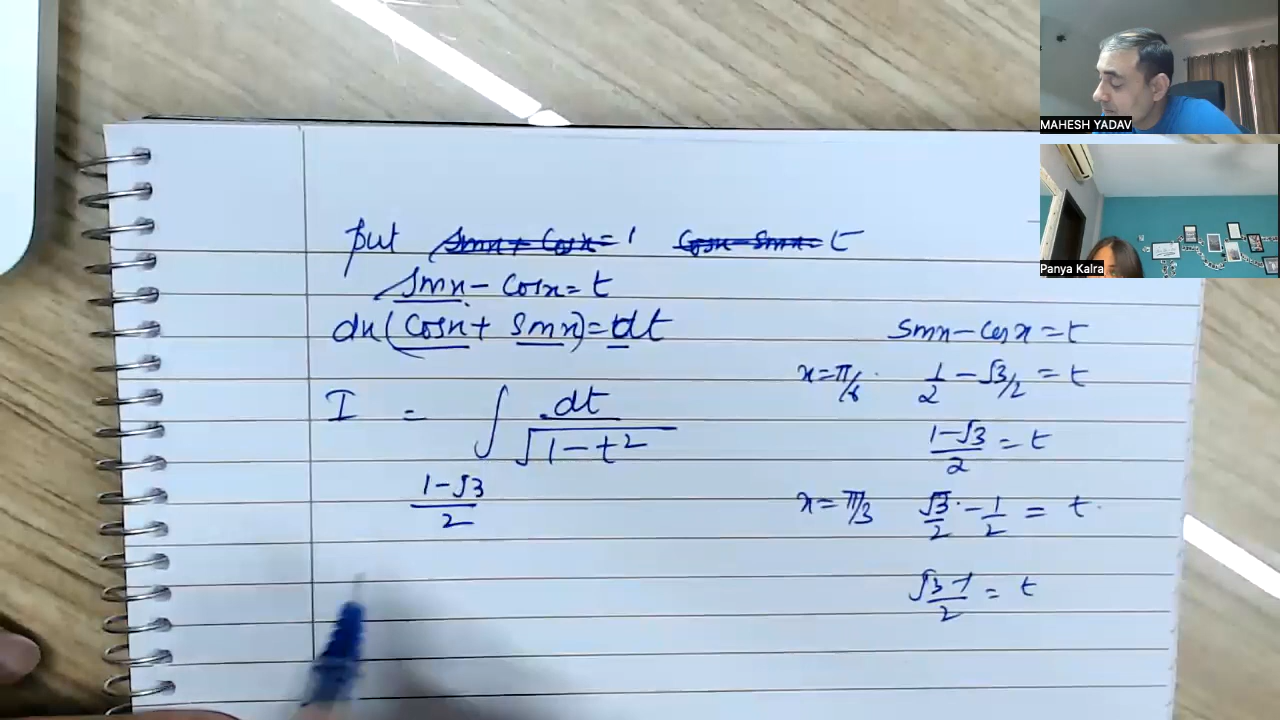 MAHESH YADAV
Panya Kalra
put sinx + Cosx = 1 Cosx - sinx = t
sinx - Cosx = t
dx (Cosx + sinx) = dt
I = ∫ dt / √1-t²
1-√3 / 2
sinx - cosx = t
x = π/6 1/2 - √3/2 = t
1-√3 / 2 = t
x = π/3 √3/2 - 1/2 = t
√3-1 / 2 = t